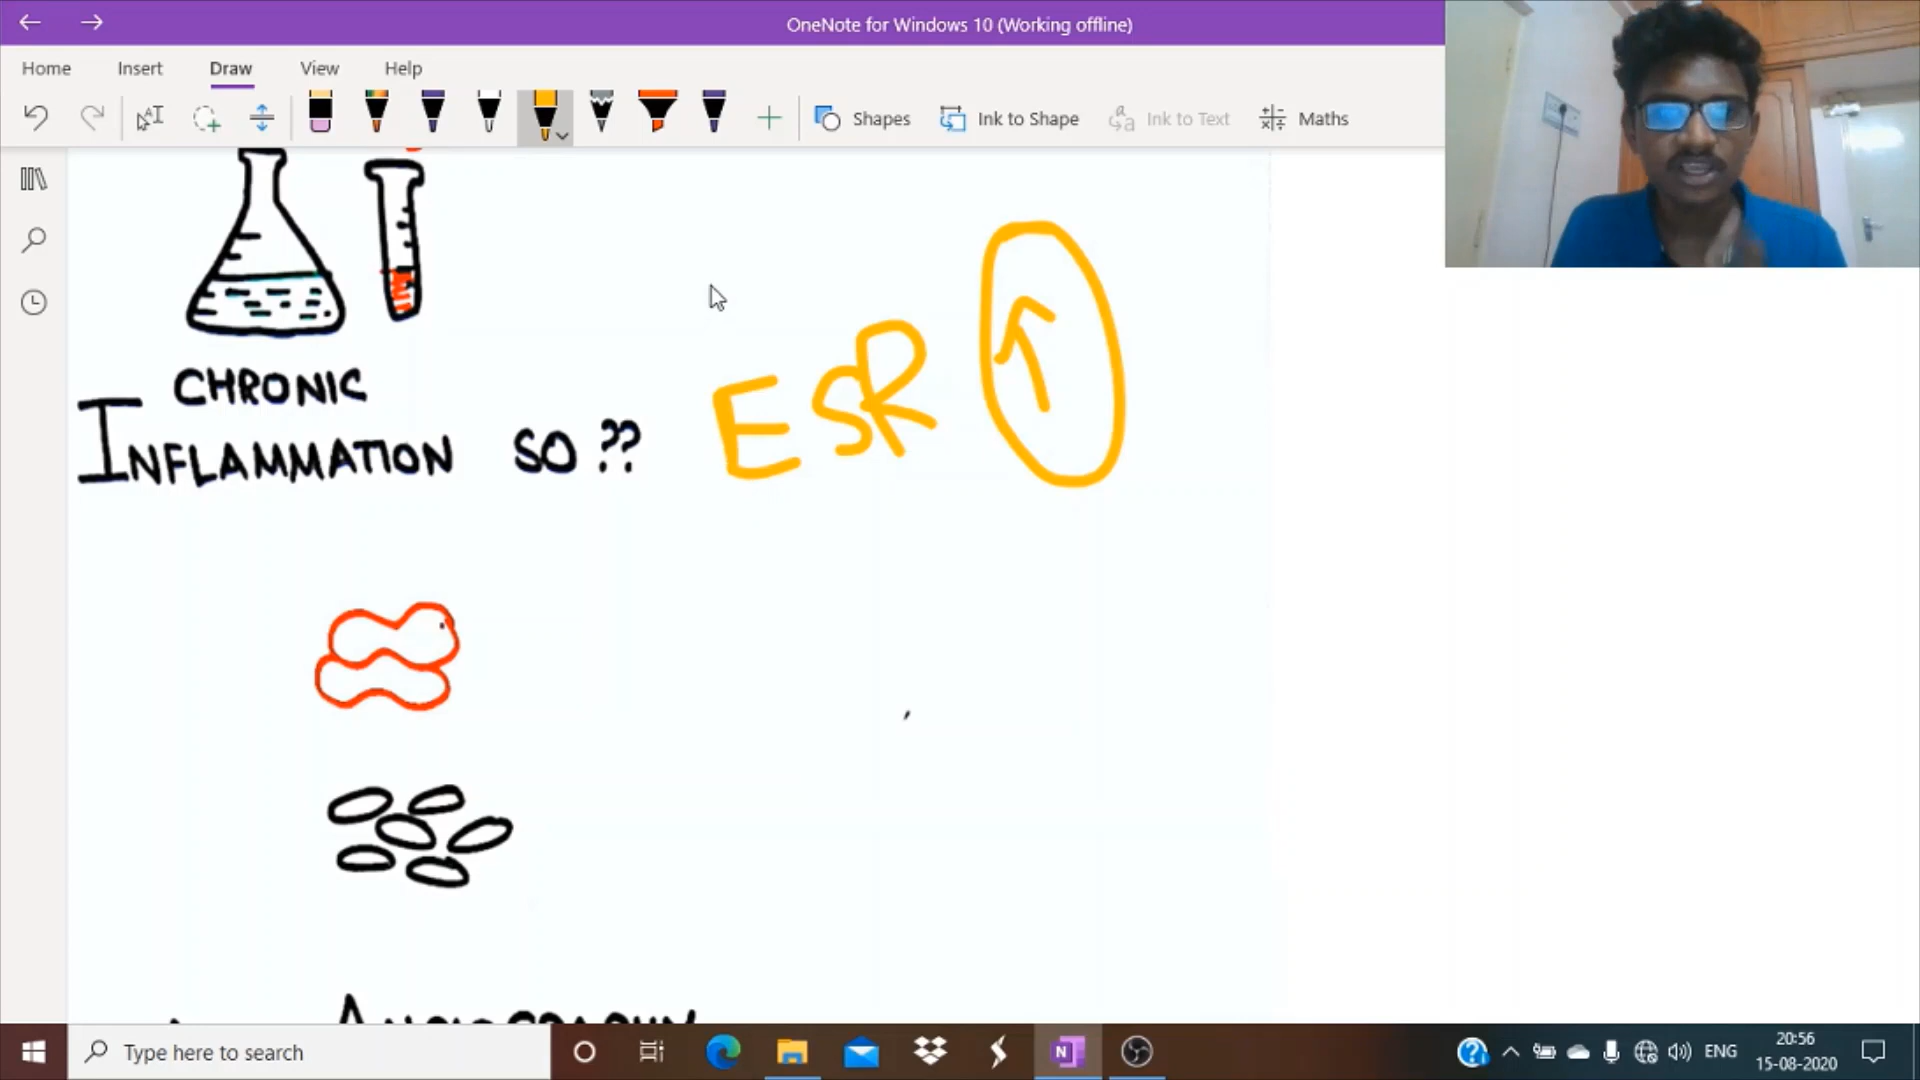 OneNote for Windows 10 (Working offline)
Home Insert Draw View Help
Shapes Ink to Shape Ink to Text Maths
CHRONIC
INFLAMMATION SO ?? ESR ↑
Type here to search
ENG
20:56
15-08-2020